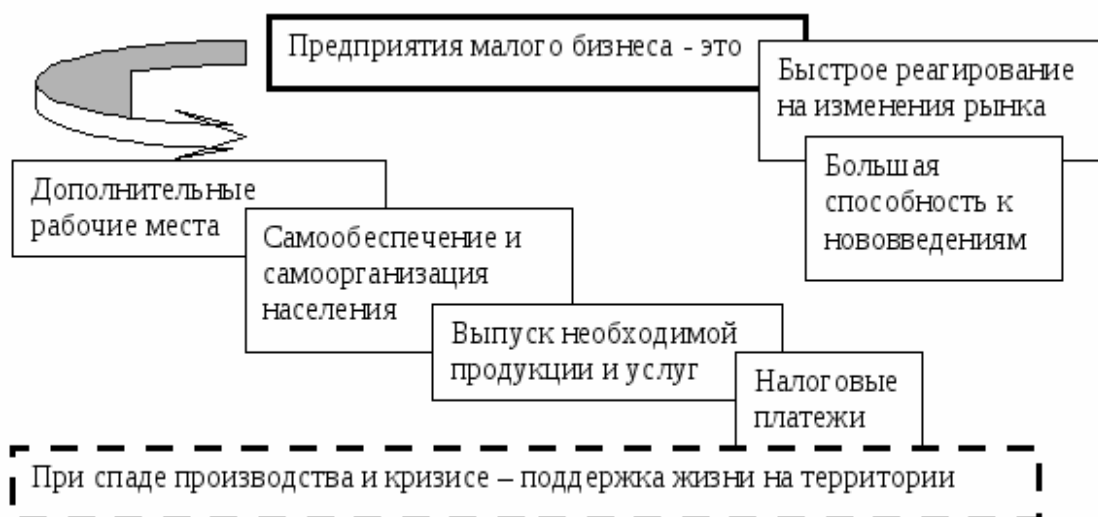 Предприятия малого бизнеса - это
Быстрое реагирование
на изменения рынка
Большая
способность к
нововведениям
Дополнительные
рабочие места
Самообеспечение и
самоорганизация
населения
Выпуск необходимой
продукции и услуг
Налоговые
платежи
При спаде производства и кризисе – поддержка жизни на территории